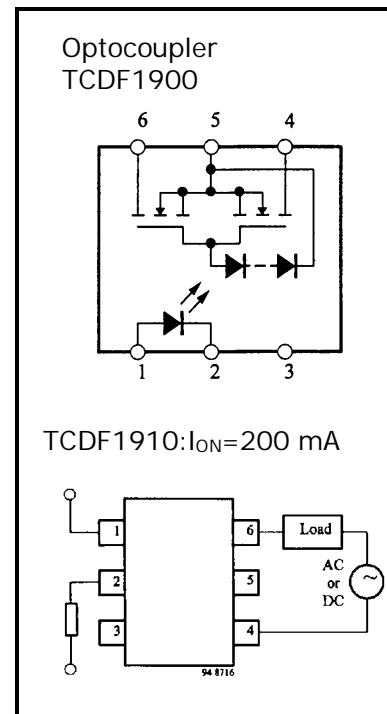 Optocoupler
TCDF1900
6 5 4
1 2 3
TCDF1910:ION=200 mA
1 6 Load
AC
or
DC
2 5
3 4
94 8716